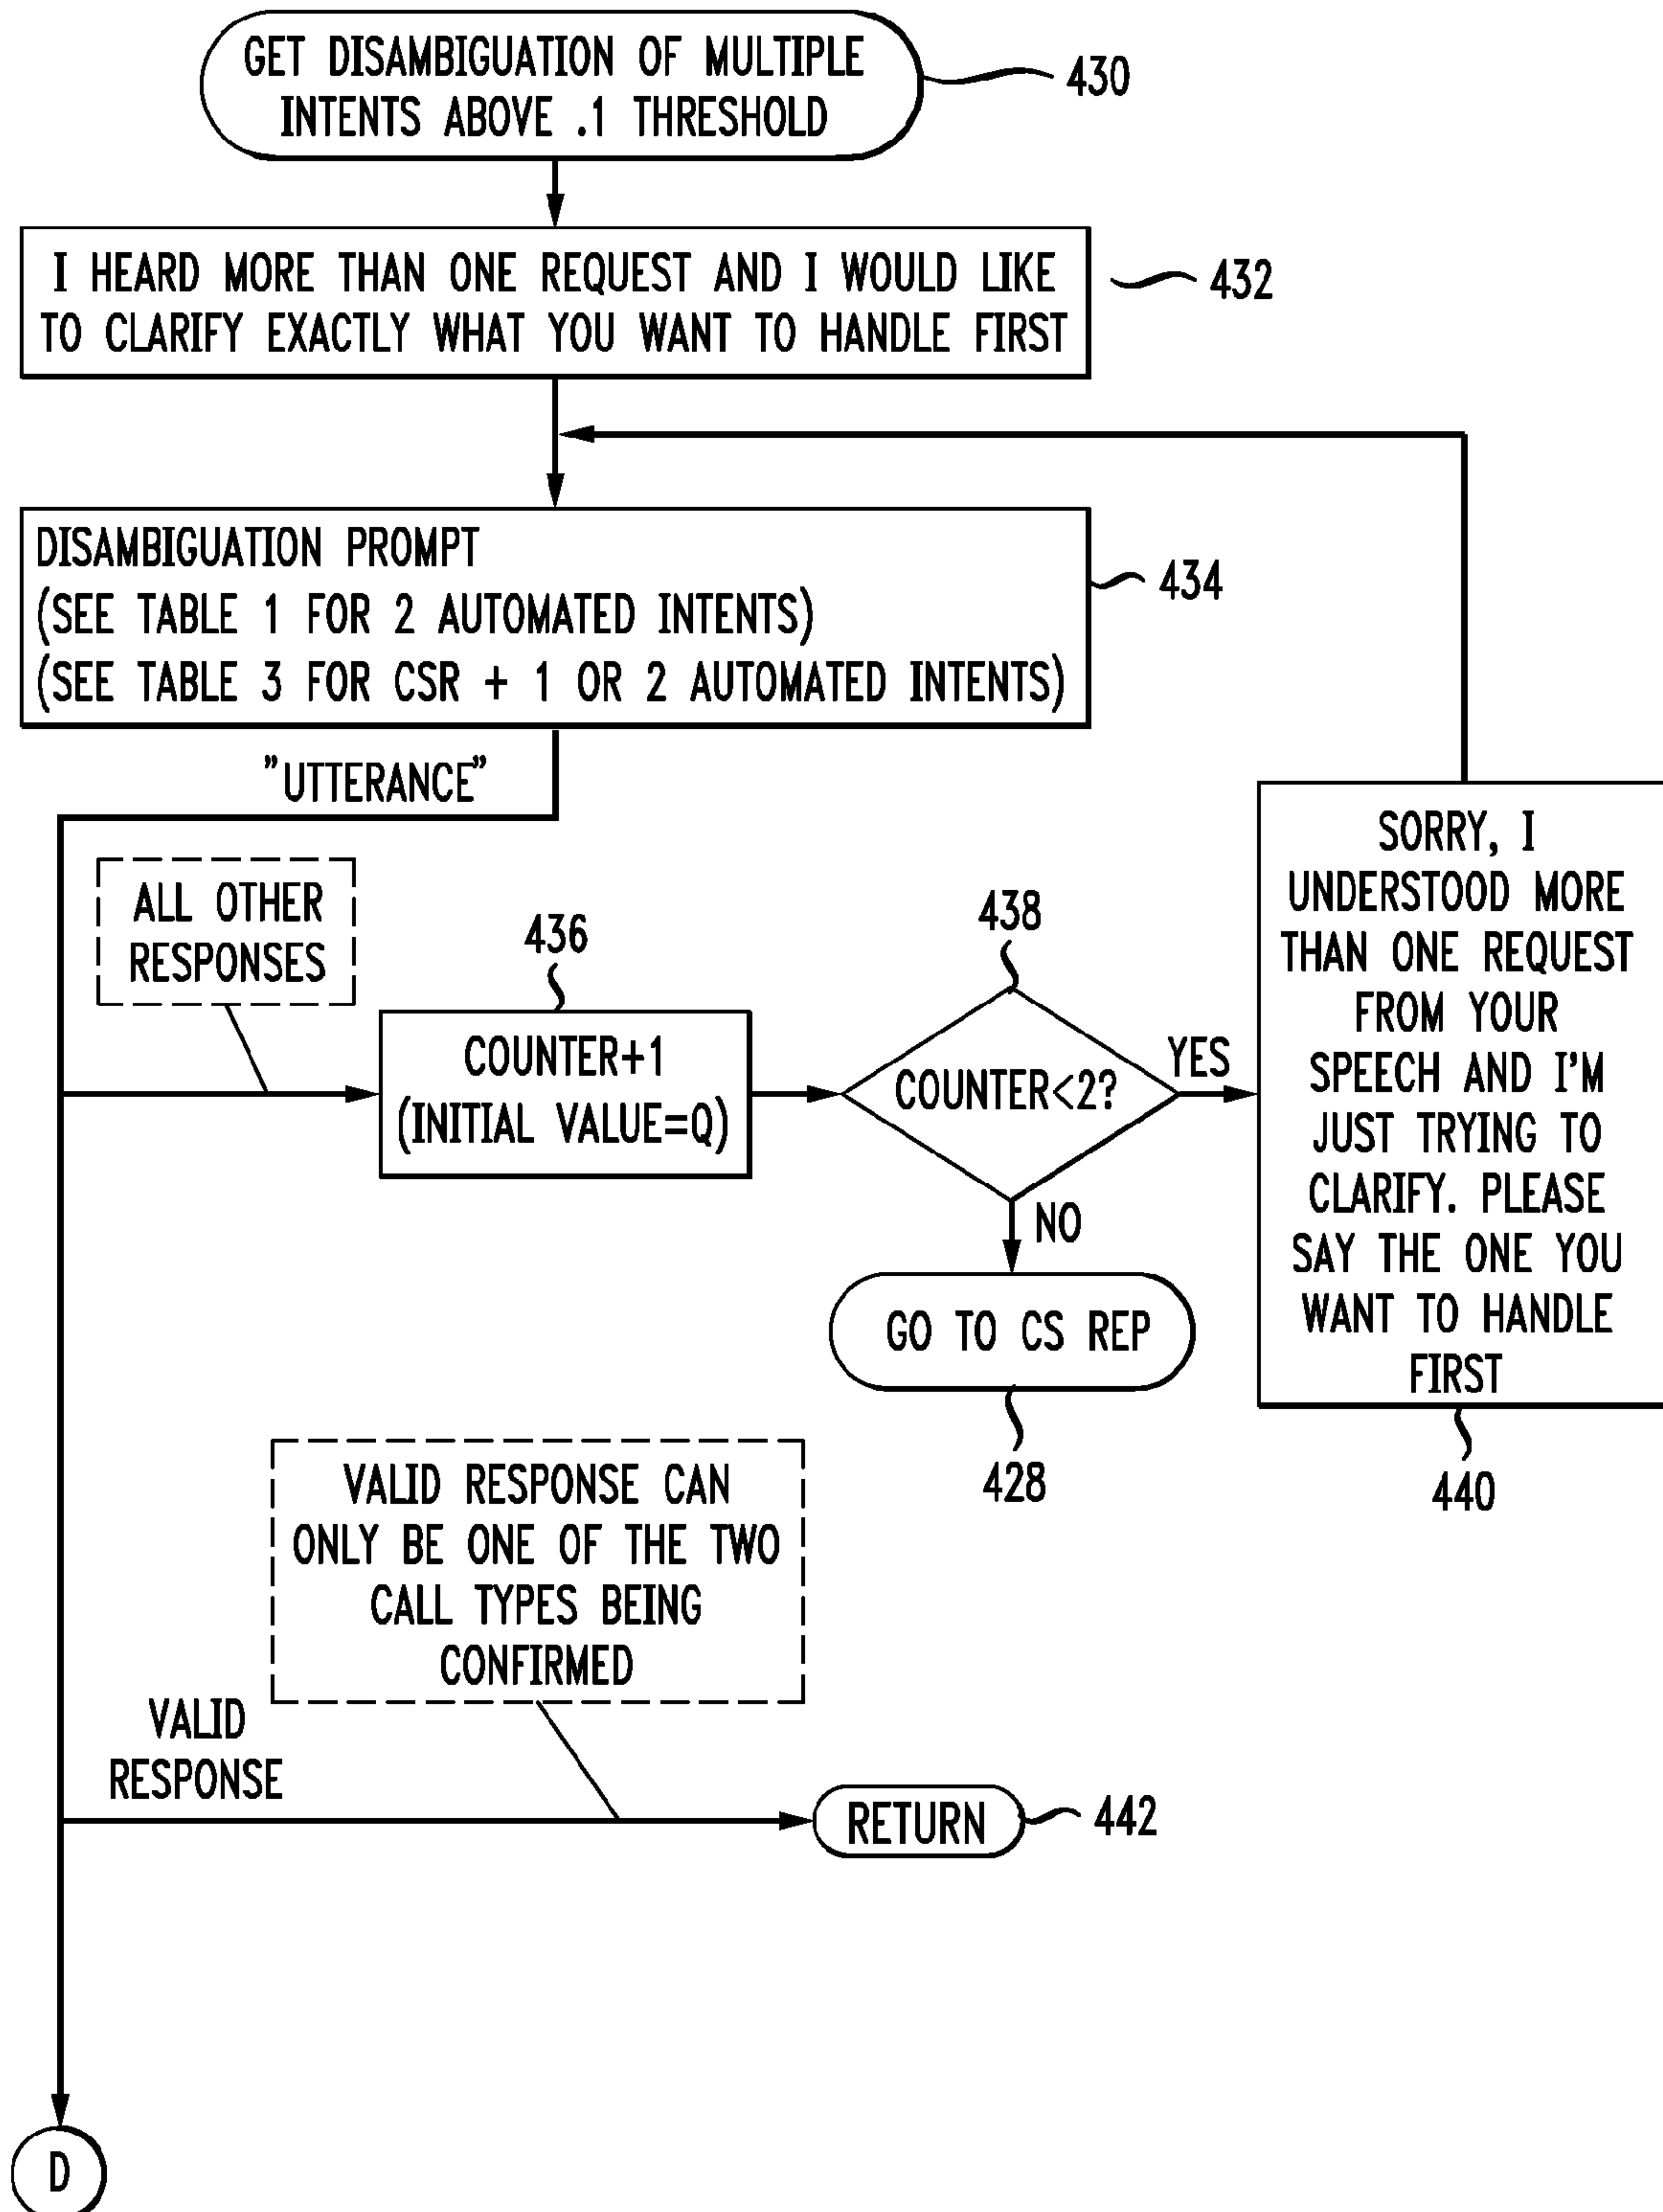 GET DISAMBIGUATION OF MULTIPLE
INTENTS ABOVE .1 THRESHOLD
430
I HEARD MORE THAN ONE REQUEST AND I WOULD LIKE
TO CLARIFY EXACTLY WHAT YOU WANT TO HANDLE FIRST
432
DISAMBIGUATION PROMPT
(SEE TABLE 1 FOR 2 AUTOMATED INTENTS)
(SEE TABLE 3 FOR CSR + 1 OR 2 AUTOMATED INTENTS)
434
"UTTERANCE"
ALL OTHER
RESPONSES
436
COUNTER+1
(INITIAL VALUE=Q)
438
COUNTER<2?
YES
NO
GO TO CS REP
428
SORRY, I
UNDERSTOOD MORE
THAN ONE REQUEST
FROM YOUR
SPEECH AND I'M
JUST TRYING TO
CLARIFY. PLEASE
SAY THE ONE YOU
WANT TO HANDLE
FIRST
440
VALID RESPONSE CAN
ONLY BE ONE OF THE TWO
CALL TYPES BEING
CONFIRMED
VALID
RESPONSE
RETURN
442
D